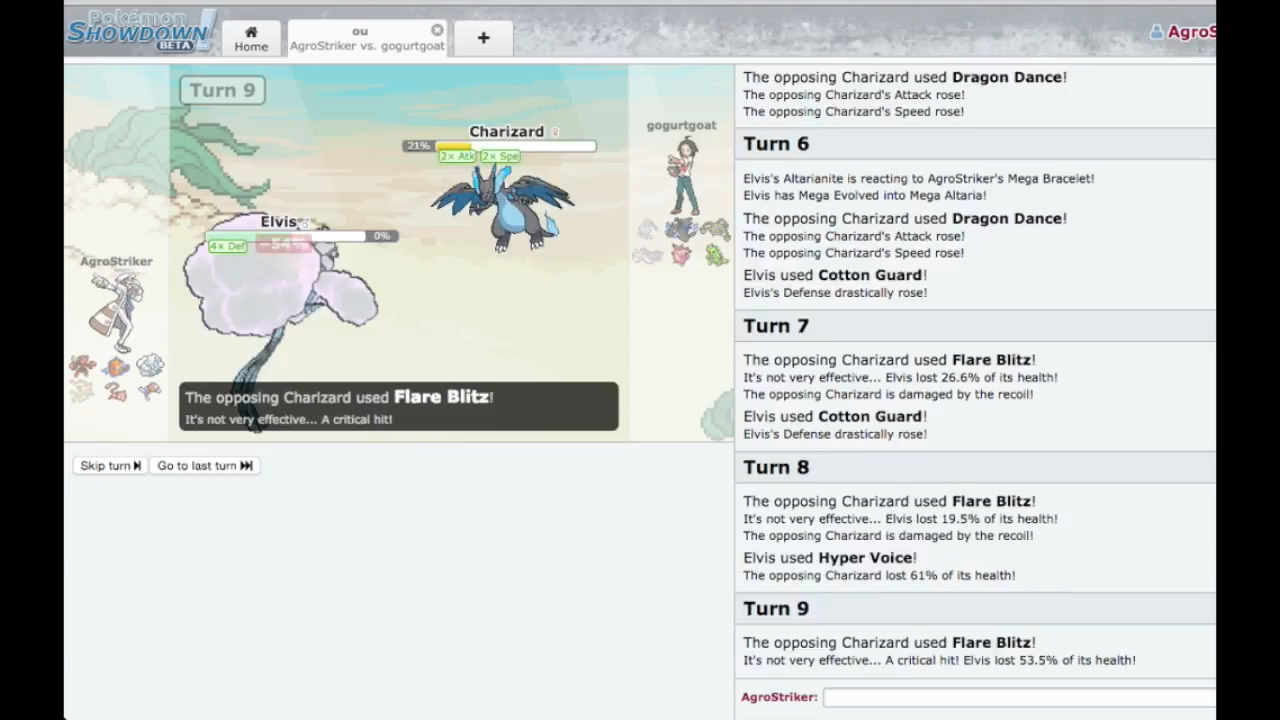 Pokémon
SHOWDOWN!
BETA
Home
ou
AgroStriker vs. gogurtgoat
+
AgroS
Turn 9
Charizard ♀
21%
2× Atk 2× Spe
gogurtgoat
Elvis
0%
4× Def
−54%
AgroStriker
The opposing Charizard used Flare Blitz!
It's not very effective... A critical hit!
Skip turn
Go to last turn
The opposing Charizard used Dragon Dance!
The opposing Charizard's Attack rose!
The opposing Charizard's Speed rose!
Turn 6
Elvis's Altarianite is reacting to AgroStriker's Mega Bracelet!
Elvis has Mega Evolved into Mega Altaria!
The opposing Charizard used Dragon Dance!
The opposing Charizard's Attack rose!
The opposing Charizard's Speed rose!
Elvis used Cotton Guard!
Elvis's Defense drastically rose!
Turn 7
The opposing Charizard used Flare Blitz!
It's not very effective... Elvis lost 26.6% of its health!
The opposing Charizard is damaged by the recoil!
Elvis used Cotton Guard!
Elvis's Defense drastically rose!
Turn 8
The opposing Charizard used Flare Blitz!
It's not very effective... Elvis lost 19.5% of its health!
The opposing Charizard is damaged by the recoil!
Elvis used Hyper Voice!
The opposing Charizard lost 61% of its health!
Turn 9
The opposing Charizard used Flare Blitz!
It's not very effective... A critical hit! Elvis lost 53.5% of its health!
AgroStriker: